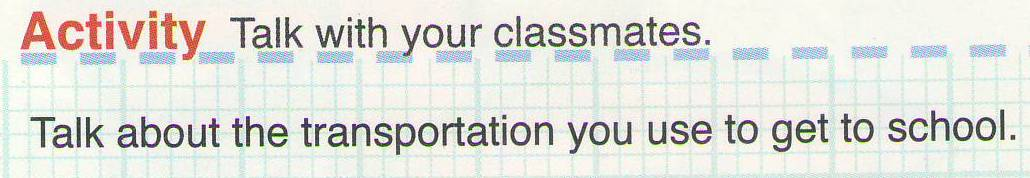 Activity Talk with your classmates.
Talk about the transportation you use to get to school.